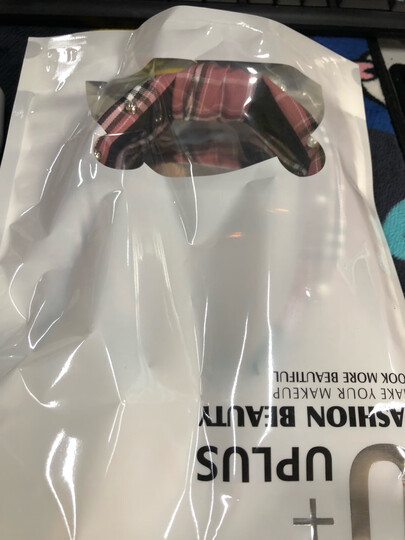 U+
UPLUS
ASHION BEAUTY
AKE YOUR MAKEUP
OOK MORE BEAUTIFUL